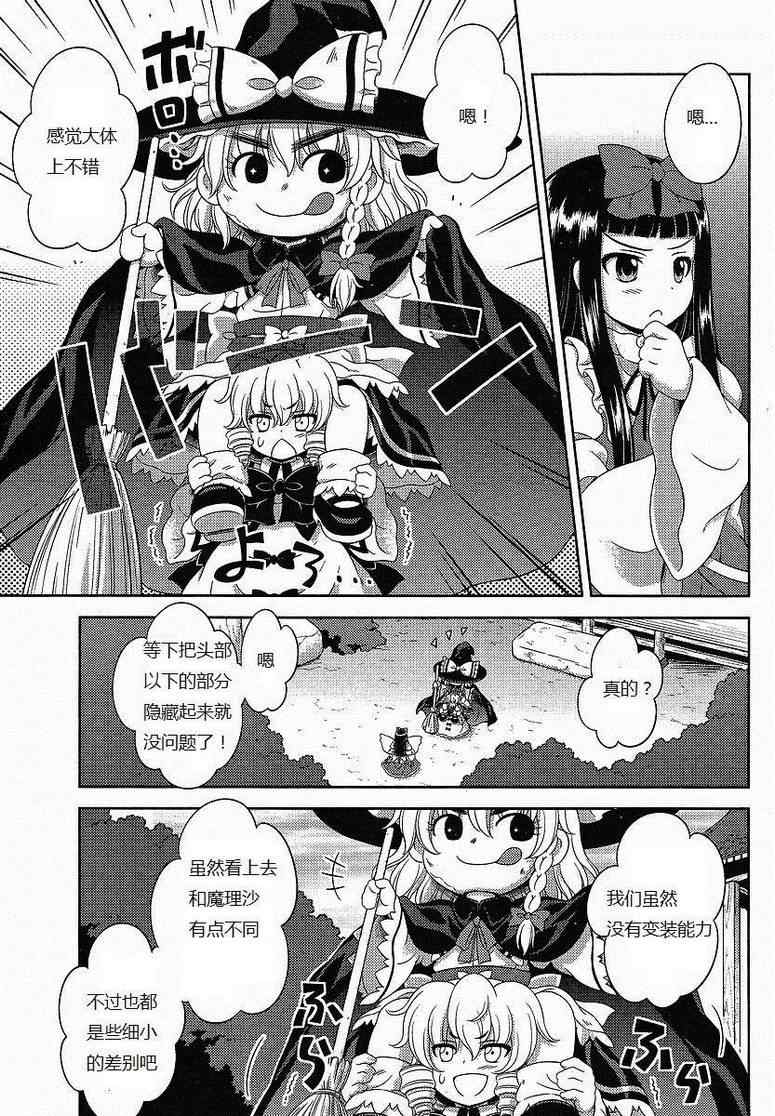 嗯…
嗯！
感觉大体
上不错
ボ
ロ
よろ
真的？
嗯
等下把头部
以下的部分
隐藏起来就
没问题了！
我们虽然
没有变装能力
虽然看上去
和魔理沙
有点不同
不过也都
是些细小
的差别吧
ふら
ふら